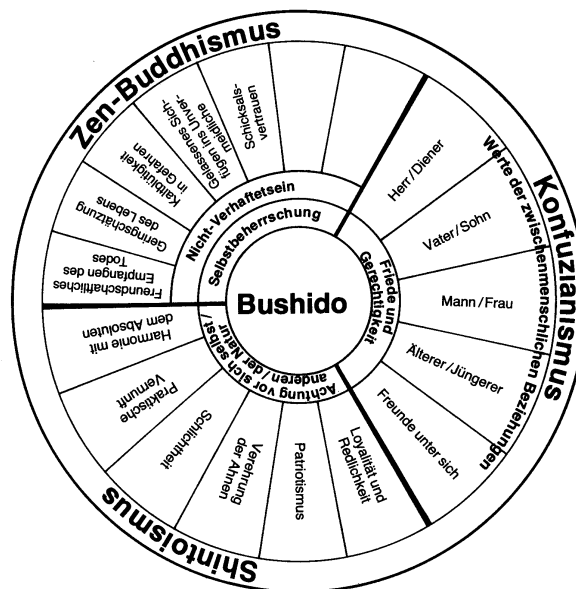 Zen-Buddhismus
Schicksals-
vertrauen
Gelassenes Sich-
fügen ins Unver-
meidliche
Kaltblütigkeit
in Gefahren
Geringschätzung
des Lebens
Freundschaftliches
Empfangen des
Todes
Nicht-Verhaftetsein
Selbstbeherrschung
Konfuzianismus
Werte der zwischenmenschlichen Beziehungen
Herr/Diener
Vater/Sohn
Mann/Frau
Älterer/Jüngerer
Freunde unter sich
Friede und
Gerechtigkeit
Bushido
Achtung vor sich selbst/
anderen/der Natur
Harmonie mit
dem Absoluten
Praktische
Vernunft
Schlichtheit
Verehrung
der Ahnen
Patriotismus
Loyalität und
Redlichkeit
Shintoismus